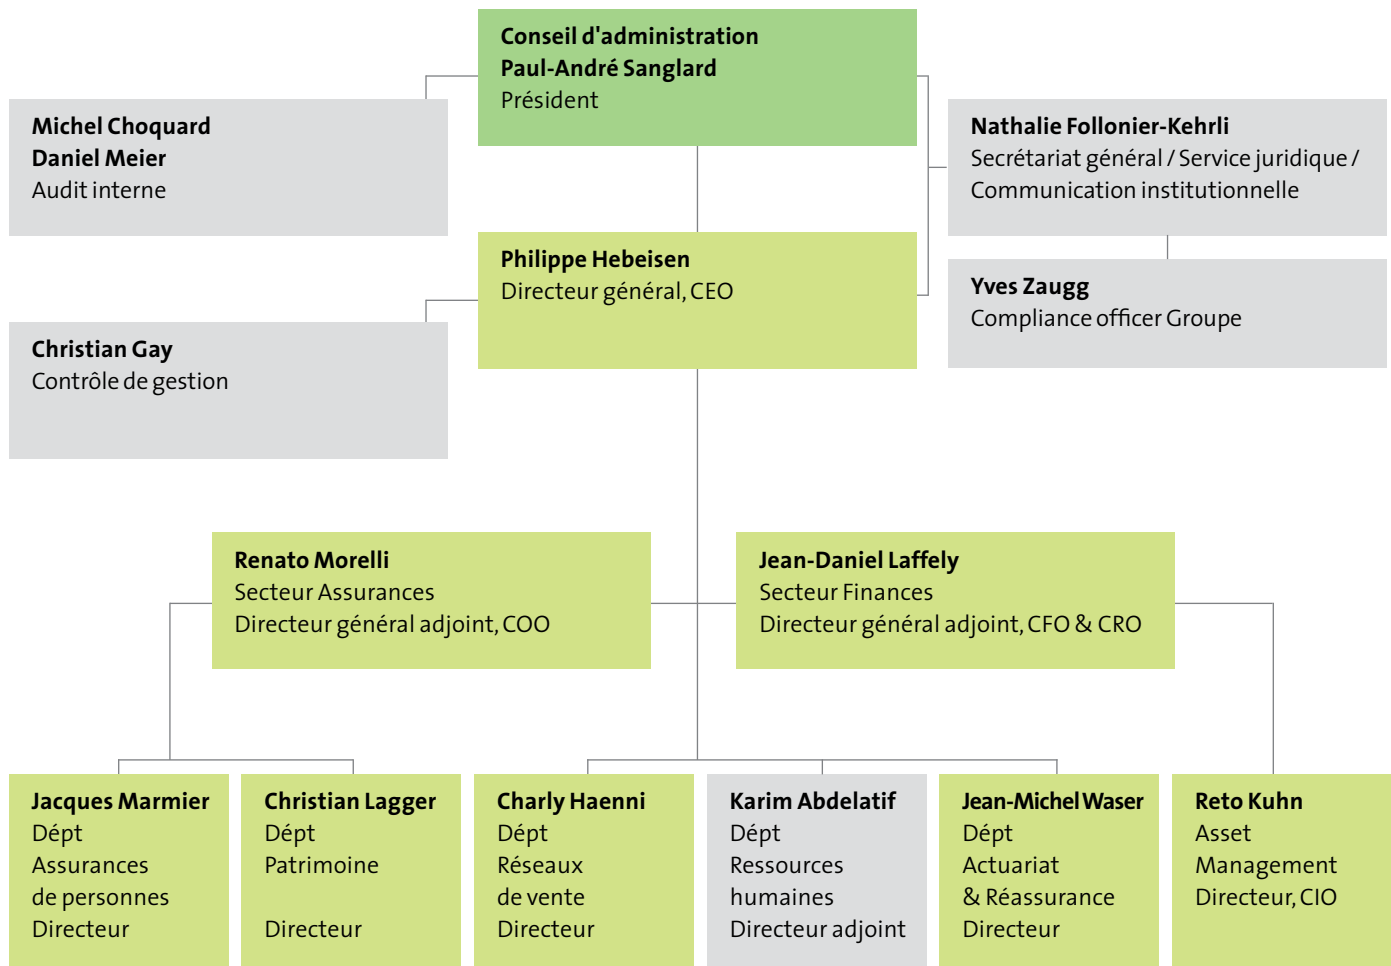 Conseil d'administration
Paul-André Sanglard
Président
Michel Choquard
Daniel Meier
Audit interne
Nathalie Follonier-Kehrli
Secrétariat général / Service juridique /
Communication institutionnelle
Philippe Hebeisen
Directeur général, CEO
Yves Zaugg
Compliance officer Groupe
Christian Gay
Contrôle de gestion
Renato Morelli
Secteur Assurances
Directeur général adjoint, COO
Jean-Daniel Laffely
Secteur Finances
Directeur général adjoint, CFO & CRO
Jacques Marmier
Dépt
Assurances
de personnes
Directeur
Christian Lagger
Dépt
Patrimoine
Directeur
Charly Haenni
Dépt
Réseaux
de vente
Directeur
Karim Abdelatif
Dépt
Ressources
humaines
Directeur adjoint
Jean-Michel Waser
Dépt
Actuariat
& Réassurance
Directeur
Reto Kuhn
Asset
Management
Directeur, CIO